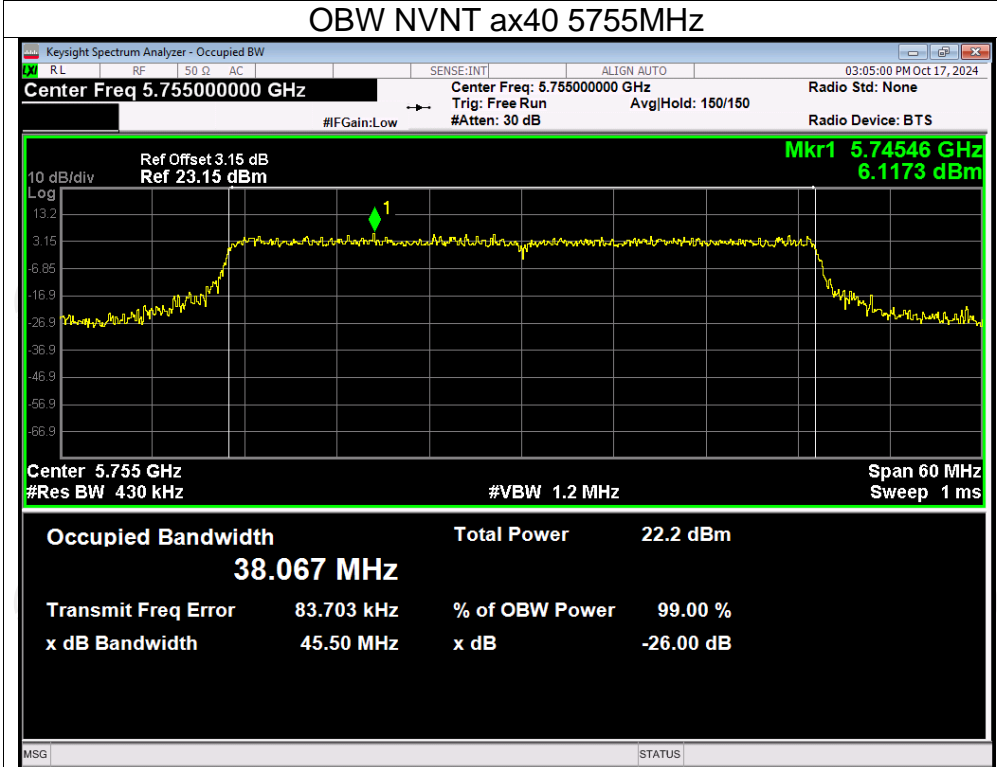 OBW NVNT ax40 5755MHz
Keysight Spectrum Analyzer - Occupied BW
LXI RL RF 50 Ω AC SENSE:INT ALIGN AUTO 03:05:00 PM Oct 17, 2024
Center Freq 5.755000000 GHz Center Freq: 5.755000000 GHz Radio Std: None
Trig: Free Run Avg|Hold: 150/150
#IFGain:Low #Atten: 30 dB Radio Device: BTS
Mkr1 5.74546 GHz
Ref Offset 3.15 dB
10 dB/div Ref 23.15 dBm 6.1173 dBm
Log
1
13.2
3.15
-6.85
-16.9
-26.9
-36.9
-46.9
-56.9
-66.9
Center 5.755 GHz Span 60 MHz
#Res BW 430 kHz #VBW 1.2 MHz Sweep 1 ms
Occupied Bandwidth Total Power 22.2 dBm
38.067 MHz
Transmit Freq Error 83.703 kHz % of OBW Power 99.00 %
x dB Bandwidth 45.50 MHz x dB -26.00 dB
MSG STATUS